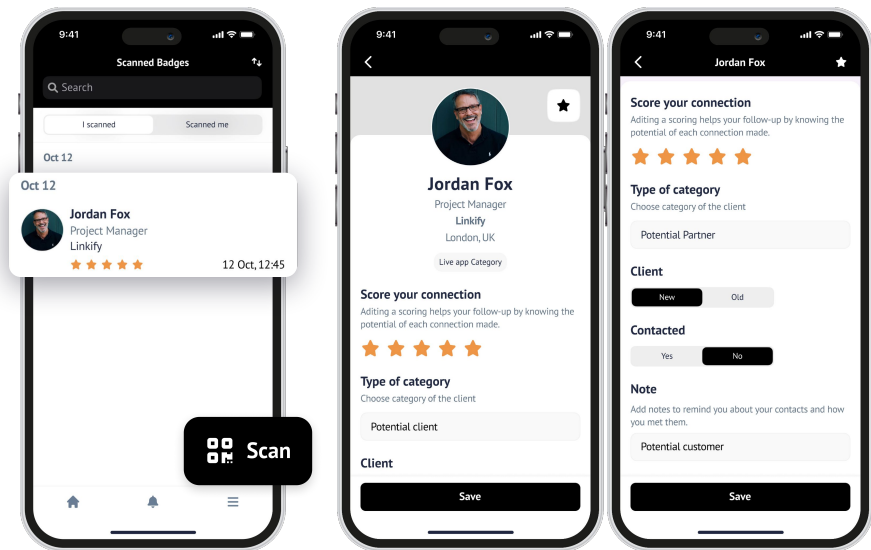 9:41
Scanned Badges
Search
I scanned
Scanned me
Oct 12
Oct 12
Jordan Fox
Project Manager
Linkify
12 Oct, 12:45
Scan
9:41
Jordan Fox
Project Manager
Linkify
London, UK
Live app Category
Score your connection
Aditing a scoring helps your follow-up by knowing the
potential of each connection made.
Type of category
Choose category of the client
Potential client
Client
Save
9:41
Jordan Fox
Score your connection
Aditing a scoring helps your follow-up by knowing the
potential of each connection made.
Type of category
Choose category of the client
Potential Partner
Client
New
Old
Contacted
Yes
No
Note
Add notes to remind you about your contacts and how
you met them.
Potential customer
Save